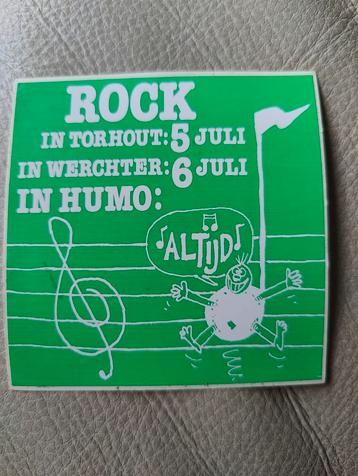 ROCK
IN TORHOUT: 5 JULI
IN WERCHTER: 6 JULI
IN HUMO:
ALTIJD